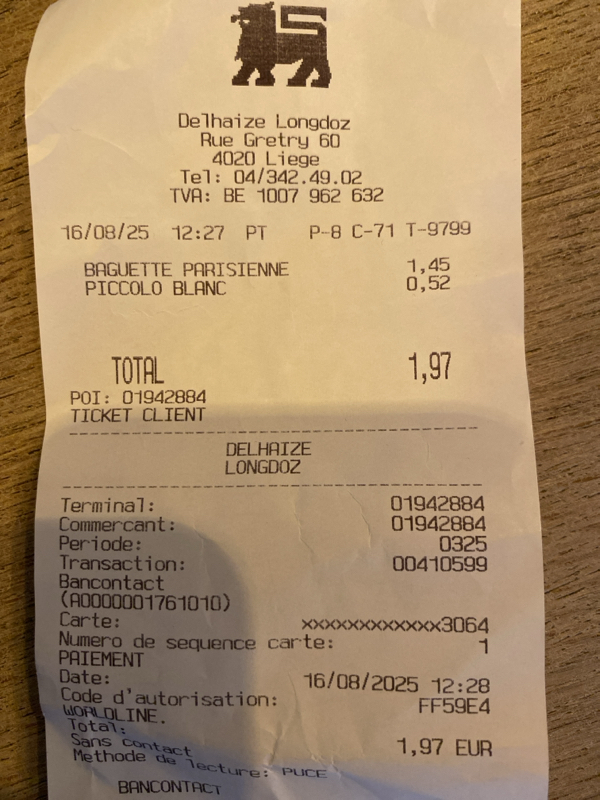 Delhaize Longdoz
Rue Gretry 60
4020 Liege
Tel: 04/342.49.02
TVA: BE 1007 962 632
16/08/25 12:27 PT P-8 C-71 T-9799
BAGUETTE PARISIENNE 1,45
PICCOLO BLANC 0,52
TOTAL 1,97
POI: 01942884
TICKET CLIENT
DELHAIZE
LONGDOZ
Terminal: 01942884
Commercant: 01942884
Periode: 0325
Transaction: 00410599
Bancontact
(A0000001761010)
Carte: xxxxxxxxxxxxx3064
Numero de sequence carte: 1
PAIEMENT
Date: 16/08/2025 12:28
Code d'autorisation: FF59E4
WORLDLINE.
Total: 1,97 EUR
Sans contact
Methode de lecture: PUCE
BANCONTACT